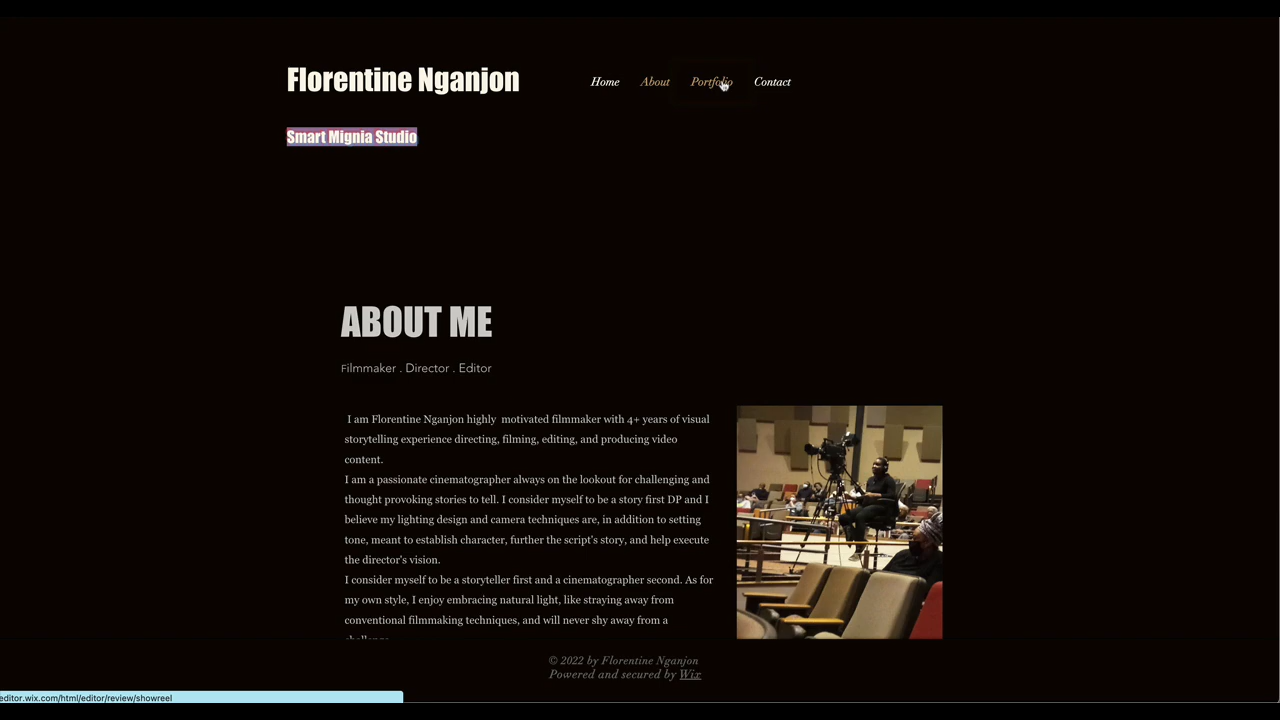 Florentine Nganjon
Home About Portfolio Contact
Smart Mignia Studio
ABOUT ME
Filmmaker . Director . Editor
I am Florentine Nganjon highly motivated filmmaker with 4+ years of visual
storytelling experience directing, filming, editing, and producing video
content.
I am a passionate cinematographer always on the lookout for challenging and
thought provoking stories to tell. I consider myself to be a story first DP and I
believe my lighting design and camera techniques are, in addition to setting
tone, meant to establish character, further the script's story, and help execute
the director's vision.
I consider myself to be a storyteller first and a cinematographer second. As for
my own style, I enjoy embracing natural light, like straying away from
conventional filmmaking techniques, and will never shy away from a
© 2022 by Florentine Nganjon
Powered and secured by Wix
editor.wix.com/html/editor/review/showreel